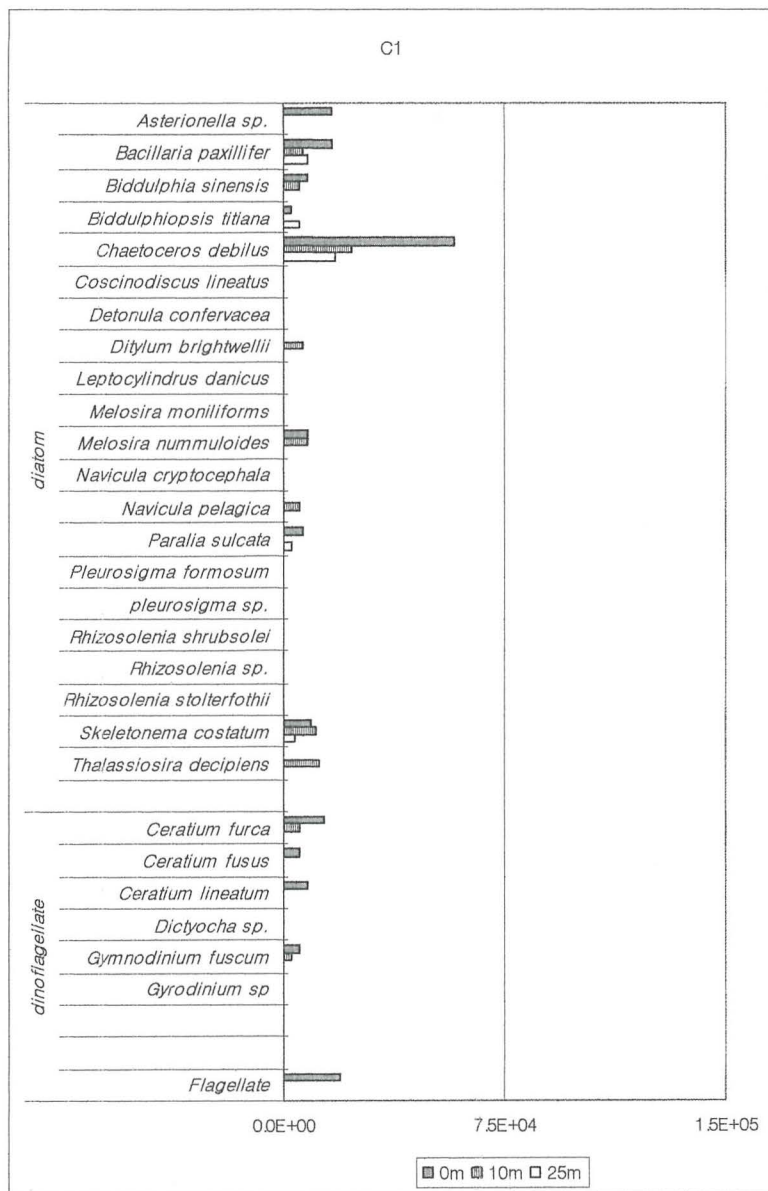 C1
diatom
Asterionella sp.
Bacillaria paxillifer
Biddulphia sinensis
Biddulphiopsis titiana
Chaetoceros debilus
Coscinodiscus lineatus
Detonula confervacea
Ditylum brightwellii
Leptocylindrus danicus
Melosira moniliforms
Melosira nummuloides
Navicula cryptocephala
Navicula pelagica
Paralia sulcata
Pleurosigma formosum
pleurosigma sp.
Rhizosolenia shrubsolei
Rhizosolenia sp.
Rhizosolenia stolterfothii
Skeletonema costatum
Thalassiosira decipiens
dinoflagellate
Ceratium furca
Ceratium fusus
Ceratium lineatum
Dictyocha sp.
Gymnodinium fuscum
Gyrodinium sp
Flagellate
0.0E+00 7.5E+04 1.5E+05
0m 10m 25m